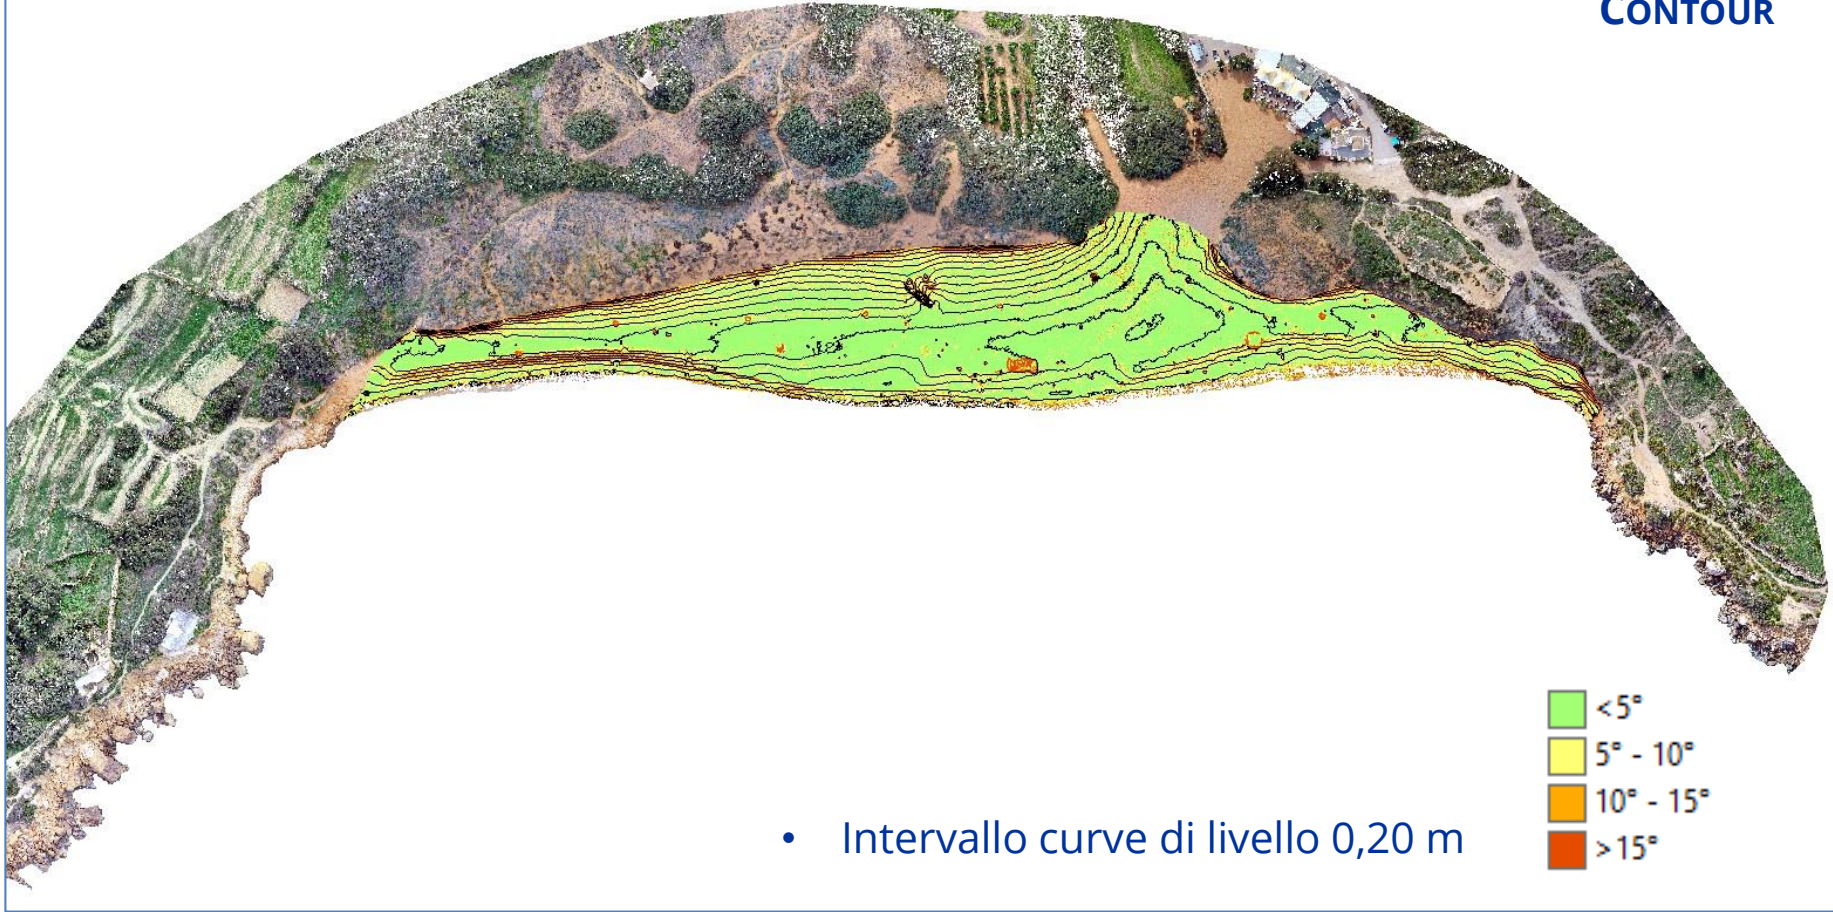 CONTOUR
<5°
5° - 10°
10° - 15°
>15°
• Intervallo curve di livello 0,20 m